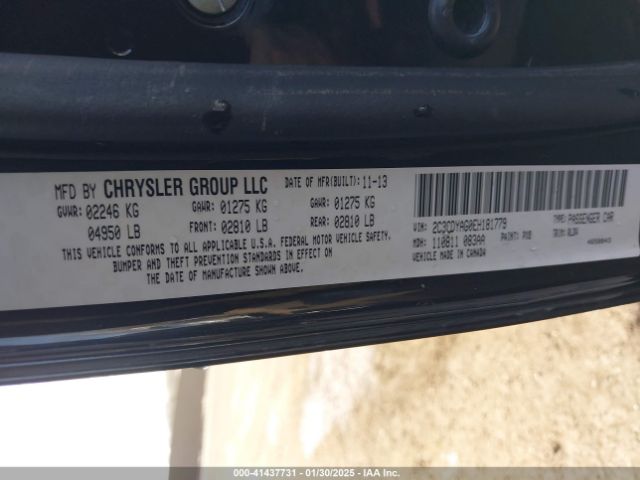 MFD BY CHRYSLER GROUP LLC DATE OF MFR(BUILT): 11-13
GVWR: 02246 KG GAWR: 01275 KG GAWR: 01275 KG
04950 LB FRONT: 02810 LB REAR: 02810 LB
THIS VEHICLE CONFORMS TO ALL APPLICABLE U.S.A. FEDERAL MOTOR VEHICLE SAFETY,
BUMPER AND THEFT PREVENTION STANDARDS IN EFFECT ON
THE DATE OF MANUFACTURE SHOWN ABOVE.
VIN: 2C3CDYAG0EH181779 TYPE: PASSENGER CAR
MDH: 110811 083AA PAINT: PXB TRIM:
VEHICLE MADE IN CANADA
000-41437731 - 01/30/2025 - IAA Inc.